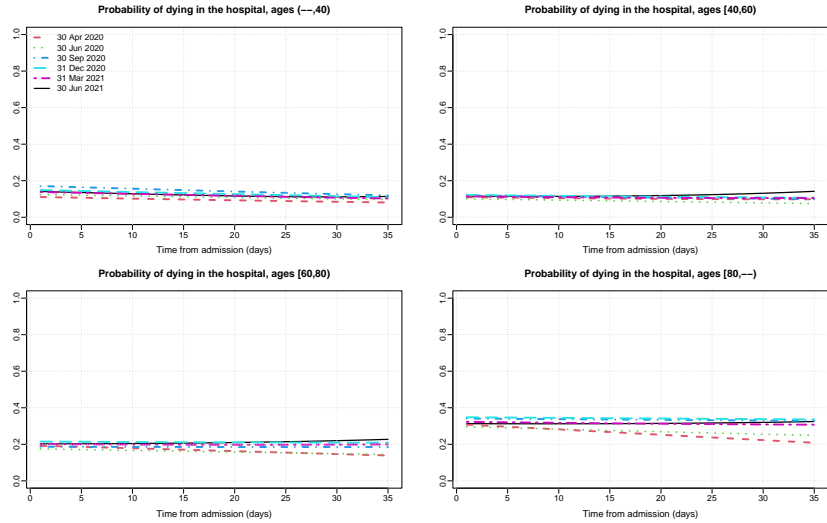 Probability of dying in the hospital, ages (−−,40)
1.0
0.8
0.6
0.4
0.2
0.0
30 Apr 2020
30 Jun 2020
30 Sep 2020
31 Dec 2020
31 Mar 2021
30 Jun 2021
0 5 10 15 20 25 30 35
Time from admission (days)
Probability of dying in the hospital, ages [40,60)
1.0
0.8
0.6
0.4
0.2
0.0
0 5 10 15 20 25 30 35
Time from admission (days)
Probability of dying in the hospital, ages [60,80)
1.0
0.8
0.6
0.4
0.2
0.0
0 5 10 15 20 25 30 35
Time from admission (days)
Probability of dying in the hospital, ages [80,−−)
1.0
0.8
0.6
0.4
0.2
0.0
0 5 10 15 20 25 30 35
Time from admission (days)